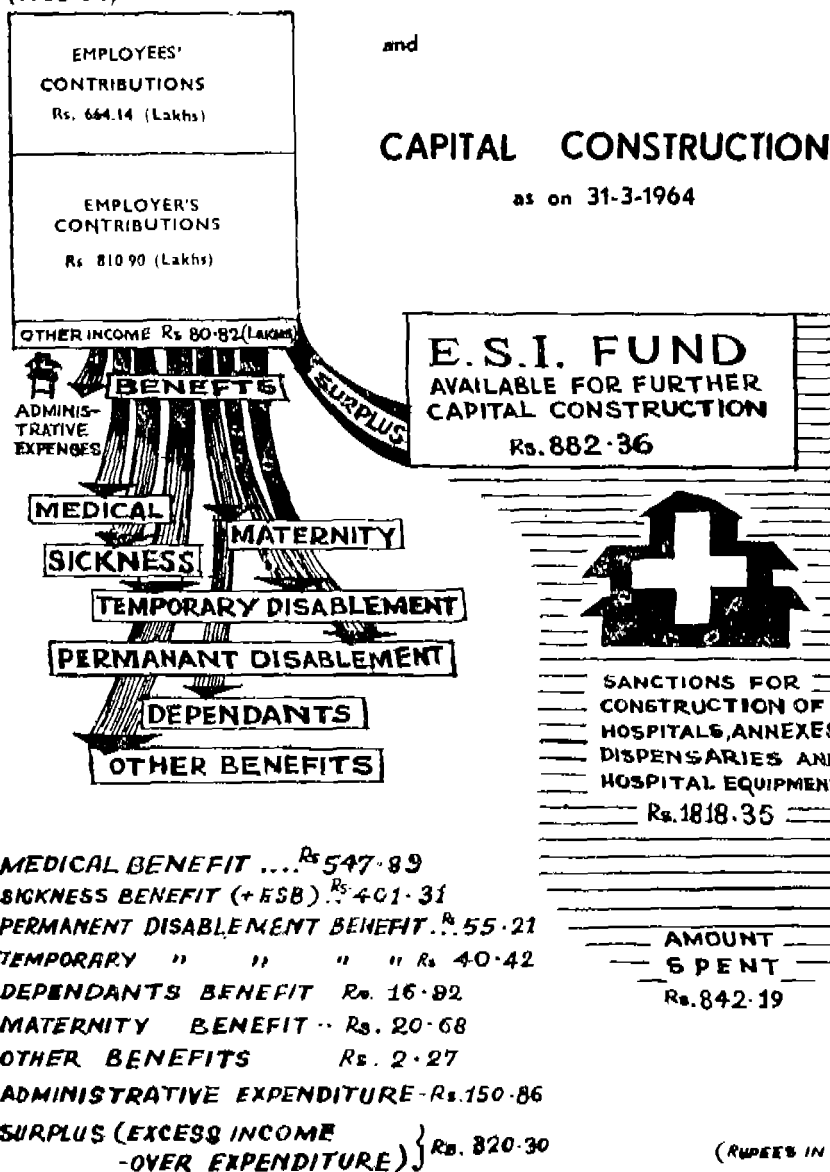 EMPLOYEES'
CONTRIBUTIONS
Rs. 664.14 (Lakhs)
EMPLOYER'S
CONTRIBUTIONS
Rs 810 90 (Lakhs)
OTHER INCOME Rs 80·82 (LAKHS)
and
CAPITAL CONSTRUCTION
as on 31-3-1964
BENEFTS
ADMINIS-
TRATIVE
EXPENSES
SURPLUS
E.S.I. FUND
AVAILABLE FOR FURTHER
CAPITAL CONSTRUCTION
Rs.882·36
MEDICAL
MATERNITY
SICKNESS
TEMPORARY DISABLEMENT
PERMANANT DISABLEMENT
DEPENDANTS
OTHER BENEFITS
SANCTIONS FOR
CONSTRUCTION OF
HOSPITALS, ANNEXES
DISPENSARIES AN
HOSPITAL EQUIPMEN
Rs.1818.35
AMOUNT
SPENT
Rs.842.19
MEDICAL BENEFIT .... Rs 547·89
SICKNESS BENEFIT (+ESB).. Rs. 401·31
PERMANENT DISABLEMENT BENEFIT. Rs. 55·21
TEMPORARY " " " " Rs 40·42
DEPENDANTS BENEFIT Rs.
MATERNITY BENEFIT ·· Rs. 20·68
OTHER BENEFITS Rs. 2·27
ADMINISTRATIVE EXPENDITURE-Rs.150·86
SURPLUS (EXCESS INCOME
-OVER EXPENDITURE) } Rs.
(RUPEES IN